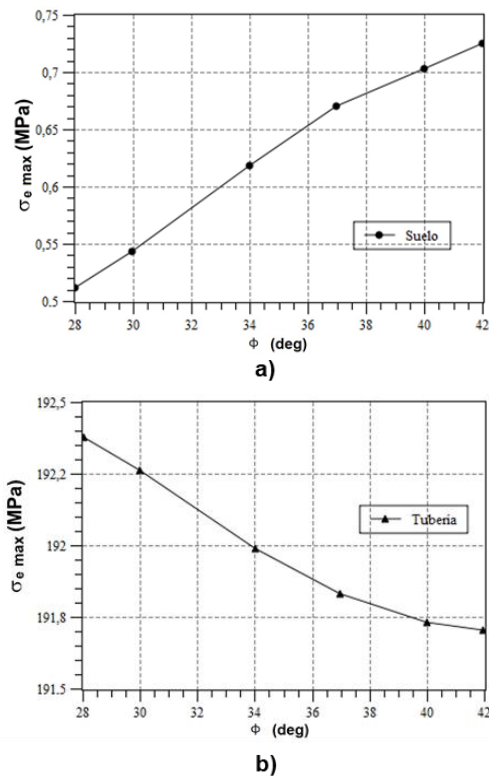 0,75
0,7
0,65
0,6
0,55
0,5
σe max (MPa)
Suelo
28 30 32 34 36 38 40 42
ϕ (deg)
a)
192,5
192,2
192
191,8
191,5
σe max (MPa)
Tubería
28 30 32 34 36 38 40 42
ϕ (deg)
b)